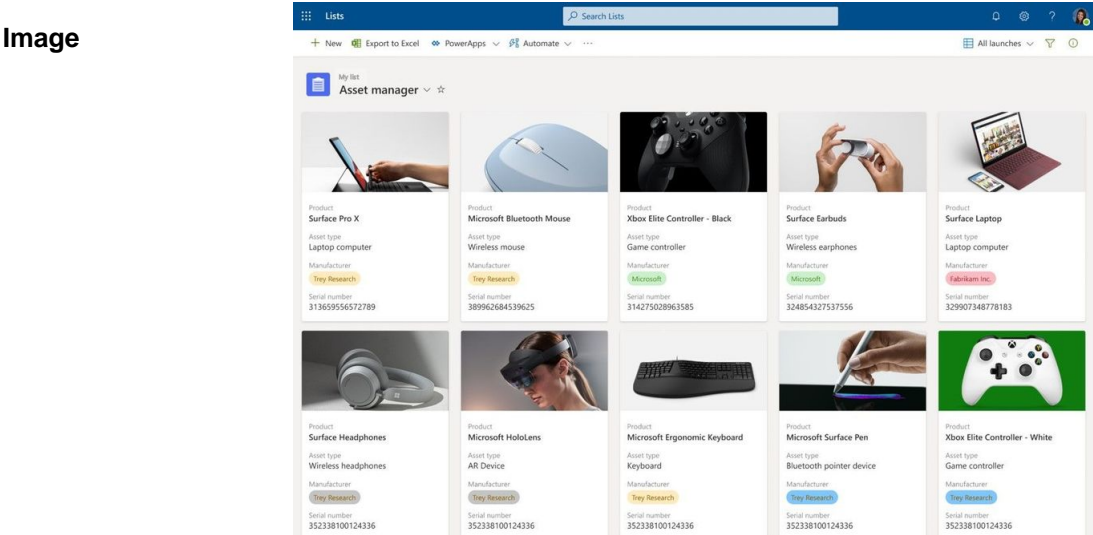 Image
Lists
Search Lists
?
New
Export to Excel
PowerApps
Automate
...
All launches
My list
Asset manager
Product
Surface Pro X
Asset type
Laptop computer
Manufacturer
Trey Research
Serial number
313659556572789
Product
Microsoft Bluetooth Mouse
Asset type
Wireless mouse
Manufacturer
Trey Research
Serial number
389962684539625
Product
Xbox Elite Controller - Black
Asset type
Game controller
Manufacturer
Microsoft
Serial number
314275028963585
Product
Surface Earbuds
Asset type
Wireless earphones
Manufacturer
Microsoft
Serial number
324854327537556
Product
Surface Laptop
Asset type
Laptop computer
Manufacturer
Fabrikam Inc.
Serial number
329907348778183
Product
Surface Headphones
Asset type
Wireless headphones
Manufacturer
Trey Research
Serial number
352338100124336
Product
Microsoft HoloLens
Asset type
AR Device
Manufacturer
Trey Research
Serial number
352338100124336
Product
Microsoft Ergonomic Keyboard
Asset type
Keyboard
Manufacturer
Trey Research
Serial number
352338100124336
Product
Microsoft Surface Pen
Asset type
Bluetooth pointer device
Manufacturer
Trey Research
Serial number
352338100124336
Product
Xbox Elite Controller - White
Asset type
Game controller
Manufacturer
Trey Research
Serial number
352338100124336